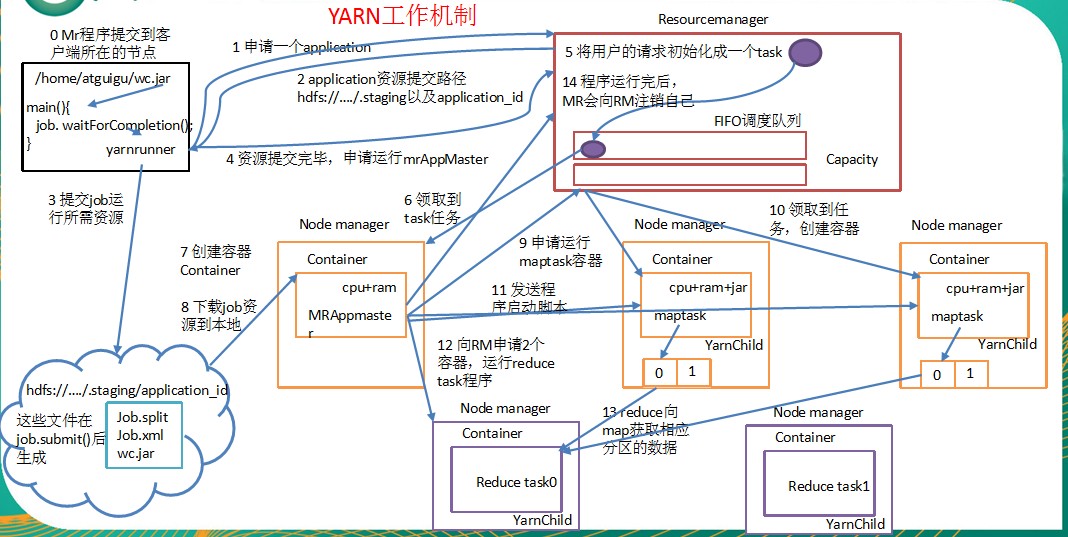 YARN工作机制
Resourcemanager
0 Mr程序提交到客
户端所在的节点
/home/atguigu/wc.jar
main(){
job. waitForCompletion();
}
yarnrunner
1 申请一个application
2 application资源提交路径
hdfs://..../.staging以及application_id
4 资源提交完毕，申请运行mrAppMaster
5 将用户的请求初始化成一个task
14 程序运行完后，
MR会向RM注销自己
FIFO调度队列
Capacity
3 提交job运
行所需资源
6 领取到
task任务
7 创建容器
Container
8 下载job资
源到本地
9 申请运行
maptask容器
10 领取到任
务，创建容器
11 发送程
序启动脚本
12 向RM申请2个
容器，运行reduce
task程序
Node manager
Container
cpu+ram
MRAppmaste
r
Node manager
Container
cpu+ram+jar
maptask
YarnChild
0
1
Node manager
Container
cpu+ram+jar
maptask
YarnChild
0
1
hdfs://..../.staging/application_id
这些文件在
job.submit()后
生成
Job.split
Job.xml
wc.jar
13 reduce向
map获取相应
分区的数据
Node manager
Container
Reduce task0
YarnChild
Node manager
Container
Reduce task1
YarnChild